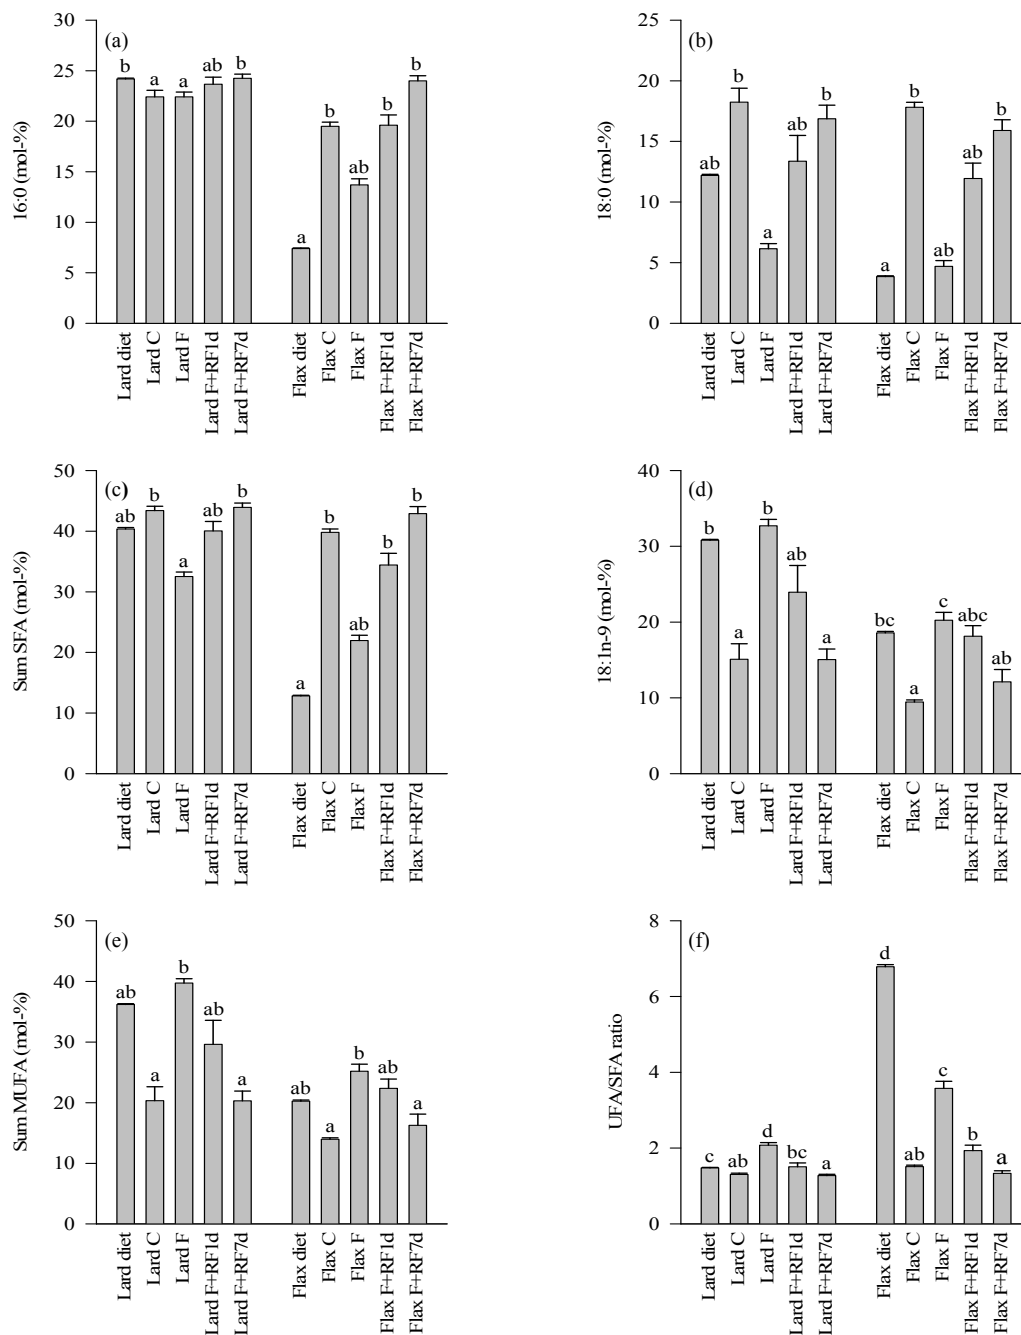 (a)
16:0 (mol-%)
30
25
20
15
10
5
0
b a a ab b a b ab b b
Lard diet
Lard C
Lard F
Lard F+RF1d
Lard F+RF7d
Flax diet
Flax C
Flax F
Flax F+RF1d
Flax F+RF7d
(b)
18:0 (mol-%)
25
20
15
10
5
0
ab b a ab b a b ab ab b
Lard diet
Lard C
Lard F
Lard F+RF1d
Lard F+RF7d
Flax diet
Flax C
Flax F
Flax F+RF1d
Flax F+RF7d
(c)
Sum SFA (mol-%)
50
40
30
20
10
0
ab b a ab b a b ab b b
Lard diet
Lard C
Lard F
Lard F+RF1d
Lard F+RF7d
Flax diet
Flax C
Flax F
Flax F+RF1d
Flax F+RF7d
(d)
18:1n-9 (mol-%)
40
30
20
10
0
b a b ab a bc a c abc ab
Lard diet
Lard C
Lard F
Lard F+RF1d
Lard F+RF7d
Flax diet
Flax C
Flax F
Flax F+RF1d
Flax F+RF7d
(e)
Sum MUFA (mol-%)
50
40
30
20
10
0
ab a b ab a ab a b ab a
Lard diet
Lard C
Lard F
Lard F+RF1d
Lard F+RF7d
Flax diet
Flax C
Flax F
Flax F+RF1d
Flax F+RF7d
(f)
UFA/SFA ratio
8
6
4
2
0
c ab d bc a d ab c b a
Lard diet
Lard C
Lard F
Lard F+RF1d
Lard F+RF7d
Flax diet
Flax C
Flax F
Flax F+RF1d
Flax F+RF7d